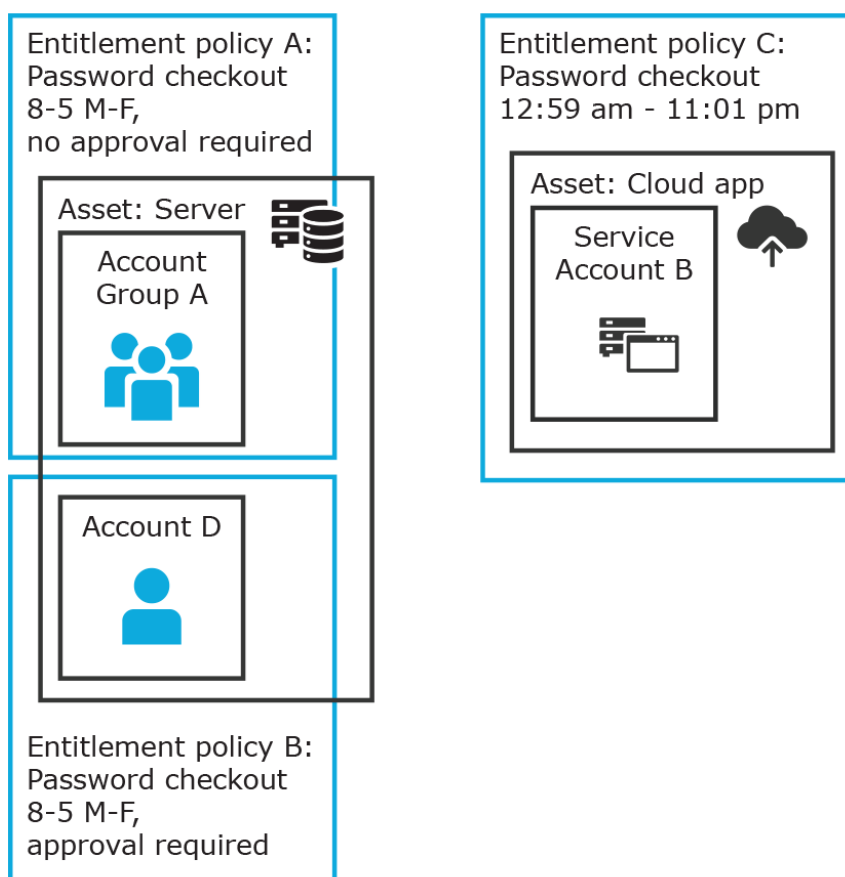 Entitlement policy A:
Password checkout
8-5 M-F,
no approval required
Asset: Server
Account
Group A
Account D
Entitlement policy B:
Password checkout
8-5 M-F,
approval required
Entitlement policy C:
Password checkout
12:59 am - 11:01 pm
Asset: Cloud app
Service
Account B